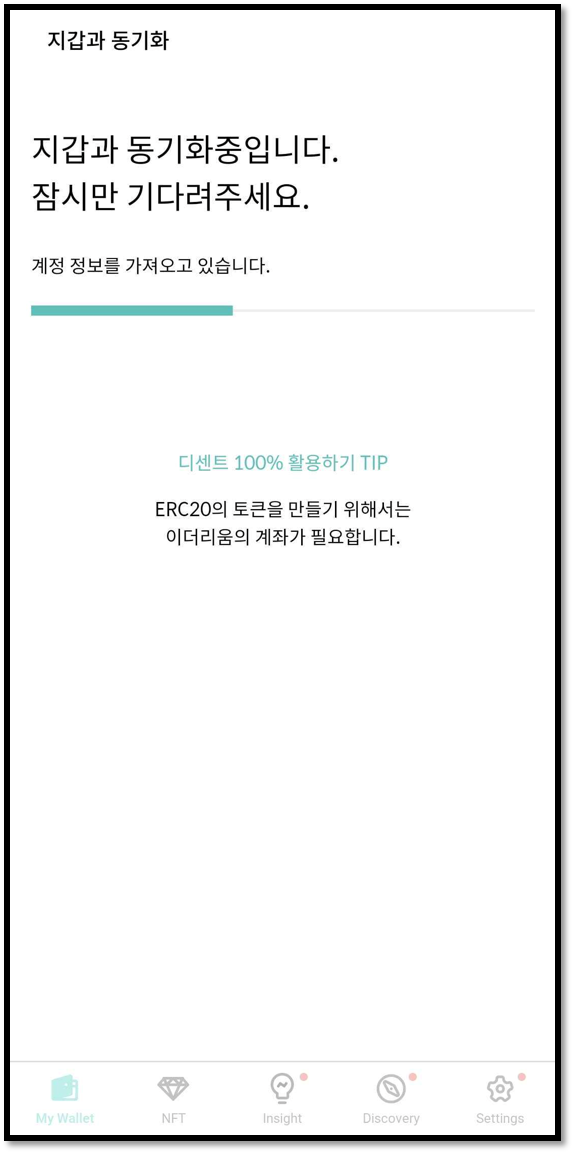 지갑과 동기화
지갑과 동기화중입니다.
잠시만 기다려주세요.
계정 정보를 가져오고 있습니다.
디센트 100% 활용하기 TIP
ERC20의 토큰을 만들기 위해서는
이더리움의 계좌가 필요합니다.
My Wallet
NFT
Insight
Discovery
Settings